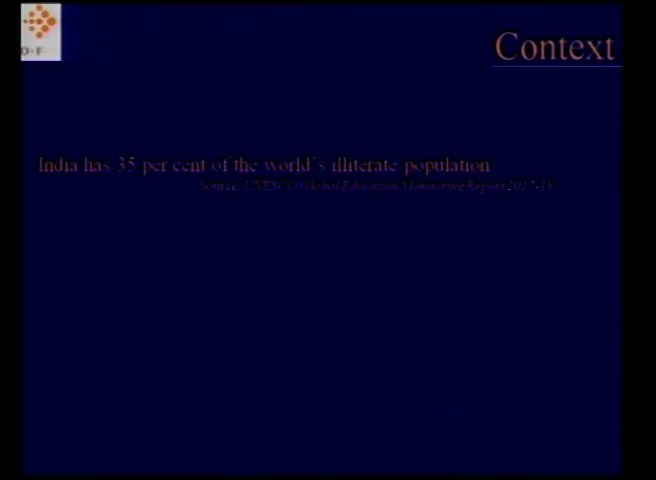 Context
India has 35 per cent of the world's illiterate population
Source: UNESCO Global Education Monitoring Report 2017-18